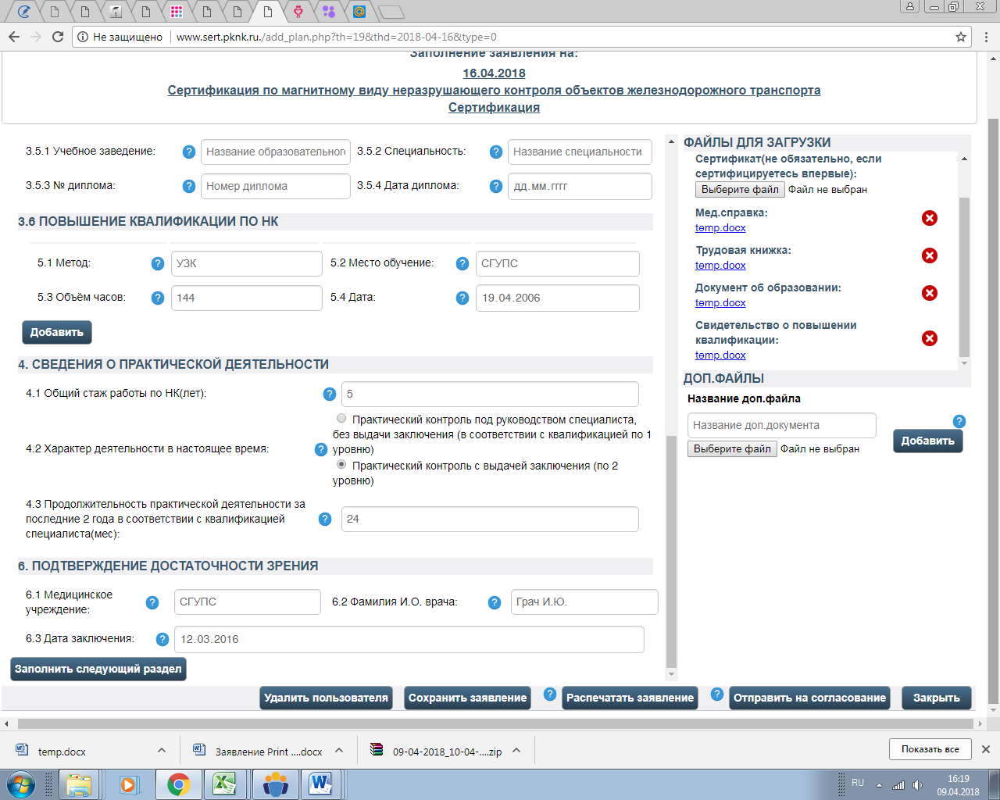 Не защищено
www.sert.pknk.ru./add_plan.php?th=19&thd=2018-04-16&type=0
Заполнение заявления на:
16.04.2018
Сертификация по магнитному виду неразрушающего контроля объектов железнодорожного транспорта
Сертификация
3.5.1 Учебное заведение: ? Название образовательног 3.5.2 Специальность: ? Название специальности
3.5.3 № диплома: ? Номер диплома 3.5.4 Дата диплома: ? дд.мм.гггг
3.6 ПОВЫШЕНИЕ КВАЛИФИКАЦИИ ПО НК
5.1 Метод: ? УЗК 5.2 Место обучение: ? СГУПС
5.3 Объём часов: ? 144 5.4 Дата: ? 19.04.2006
Добавить
4. СВЕДЕНИЯ О ПРАКТИЧЕСКОЙ ДЕЯТЕЛЬНОСТИ
4.1 Общий стаж работы по НК(лет): ? 5
4.2 Характер деятельности в настоящее время: ?
Практический контроль под руководством специалиста,
без выдачи заключения (в соответствии с квалификацией по 1
уровню)
Практический контроль с выдачей заключения (по 2
уровню)
4.3 Продолжительность практической деятельности за
последние 2 года в соответствии с квалификацией
специалиста(мес):
? 24
6. ПОДТВЕРЖДЕНИЕ ДОСТАТОЧНОСТИ ЗРЕНИЯ
6.1 Медицинское
учреждение:
? СГУПС 6.2 Фамилия И.О. врача: ? Грач И.Ю.
6.3 Дата заключения: ? 12.03.2016
Заполнить следующий раздел
ФАЙЛЫ ДЛЯ ЗАГРУЗКИ
Сертификат(не обязательно, если
сертифицируетесь впервые):
Выберите файл Файл не выбран
Мед.справка:
temp.docx
Трудовая книжка:
temp.docx
Документ об образовании:
temp.docx
Свидетельство о повышении
квалификации:
temp.docx
ДОП.ФАЙЛЫ
Название доп.файла
Название доп.документа
?
Добавить
Выберите файл Файл не выбран
Удалить пользователя Сохранить заявление ? Распечатать заявление ? Отправить на согласование Закрыть
temp.docx Заявление Print ....docx 09-04-2018_10-04-....zip Показать все
RU 16:19
09.04.2018